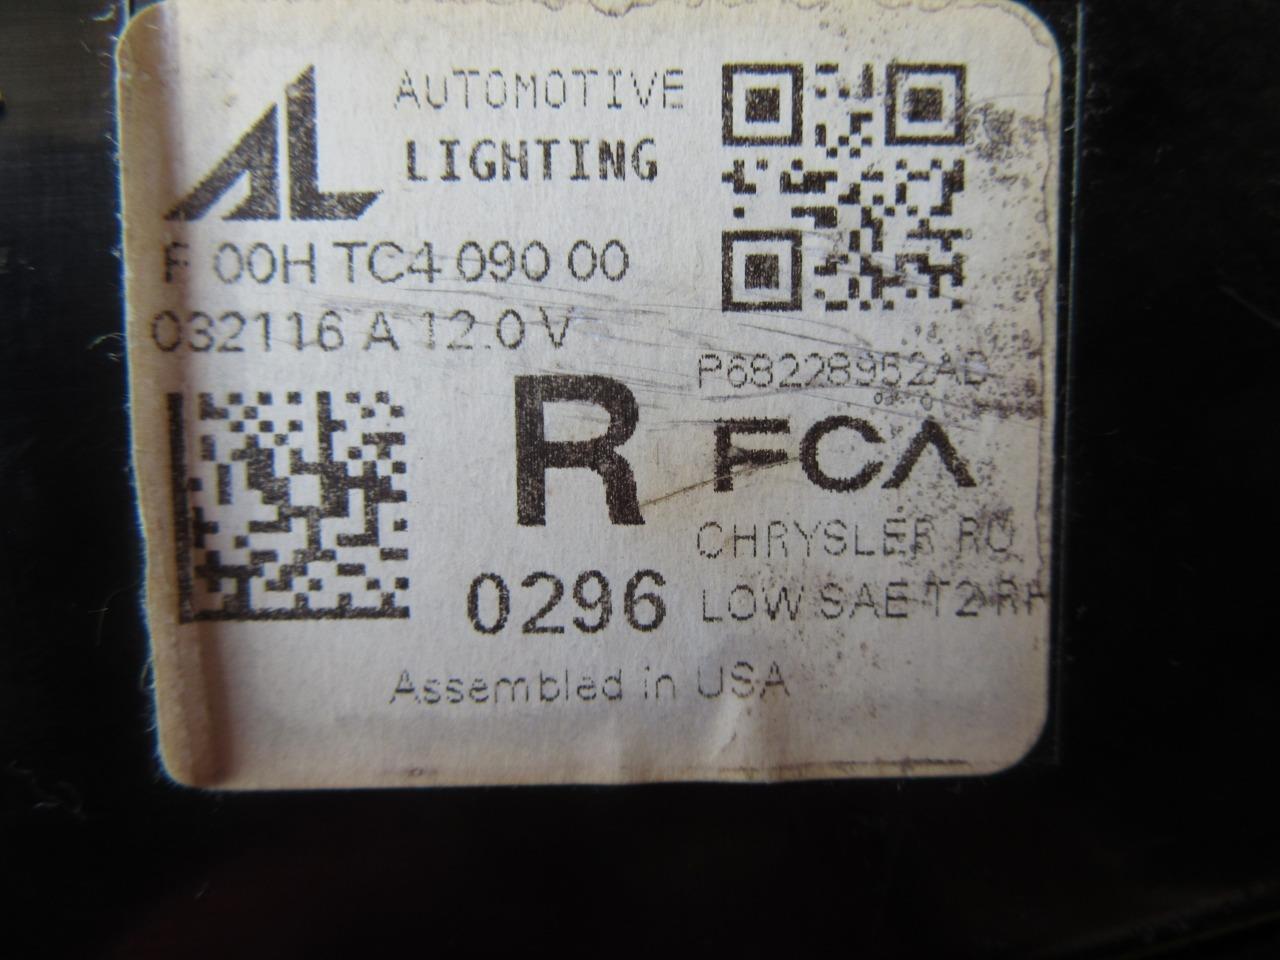 AL
AUTOMOTIVE
LIGHTING
F 00H TC4 090 00
032116 A 12.0 V
P68228952AD
R
FCA
CHRYSLER RU
0296
LOW SAE T2 RH
Assembled in USA